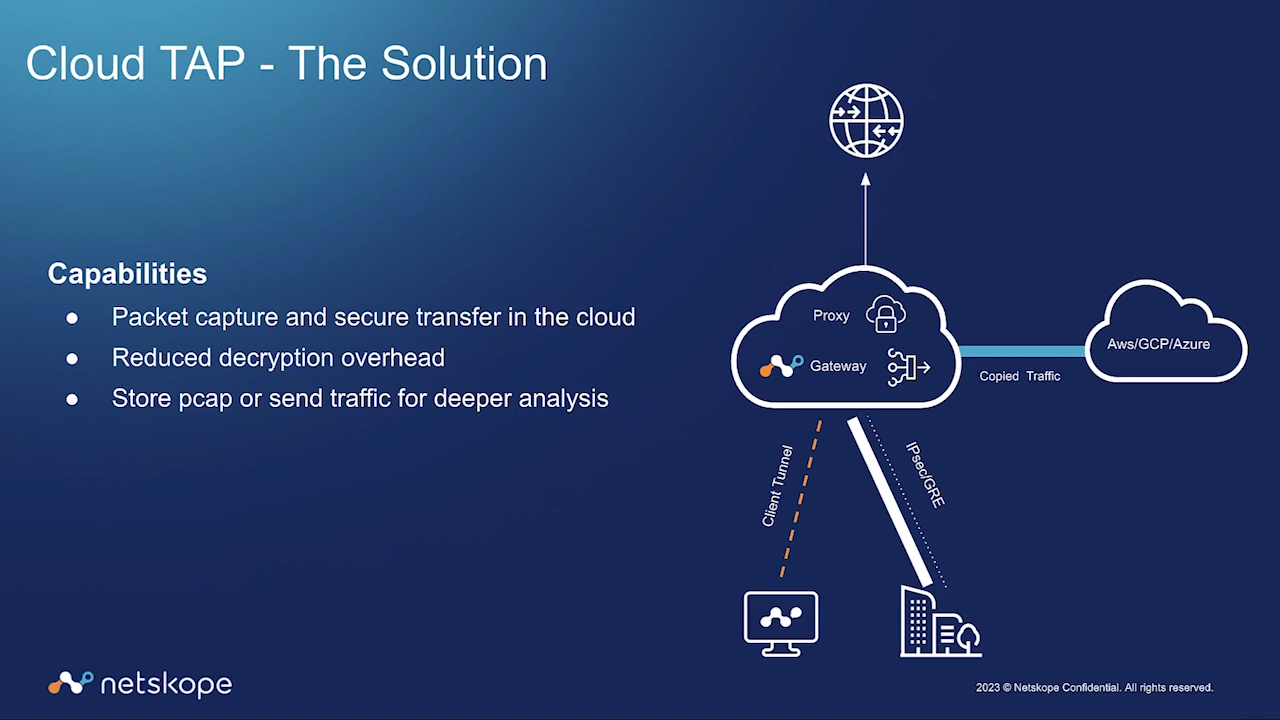 Cloud TAP - The Solution
Capabilities
● Packet capture and secure transfer in the cloud
● Reduced decryption overhead
● Store pcap or send traffic for deeper analysis
Proxy
Gateway
Aws/GCP/Azure
Copied Traffic
Client Tunnel
IPsec/GRE
netskope
2023 © Netskope Confidential. All rights reserved.